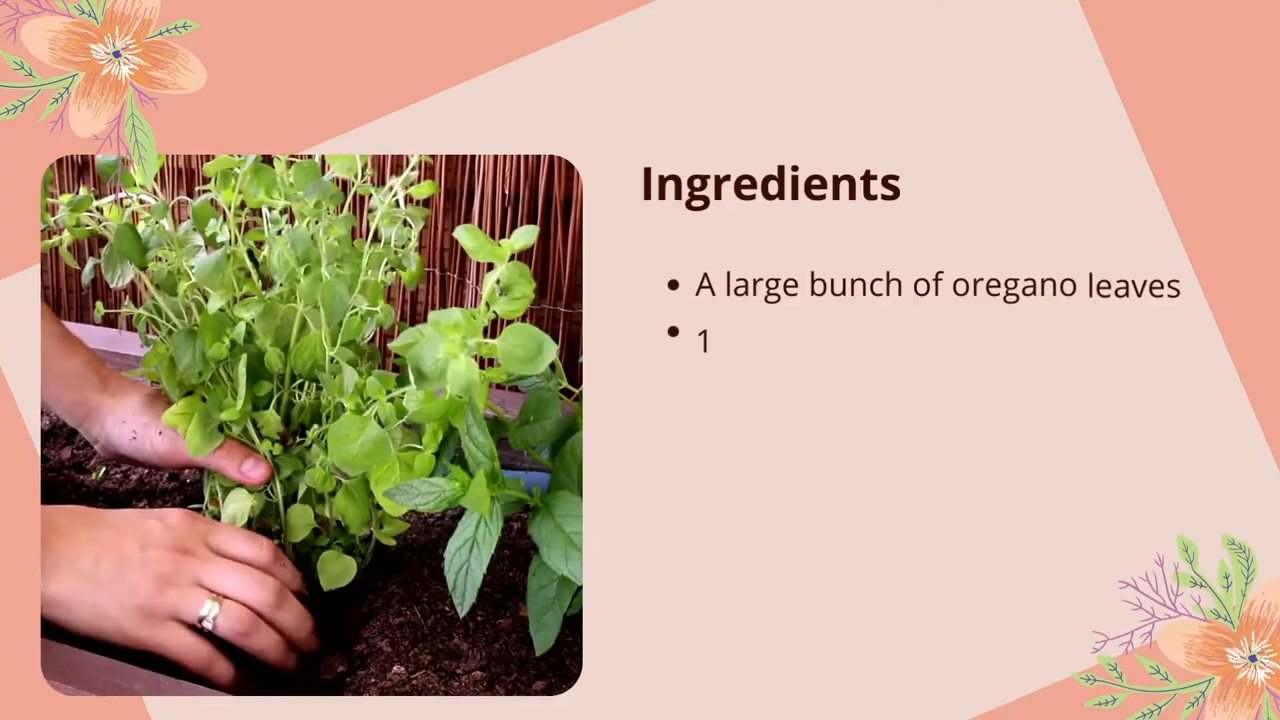 Ingredients
• A large bunch of oregano leaves
• 1